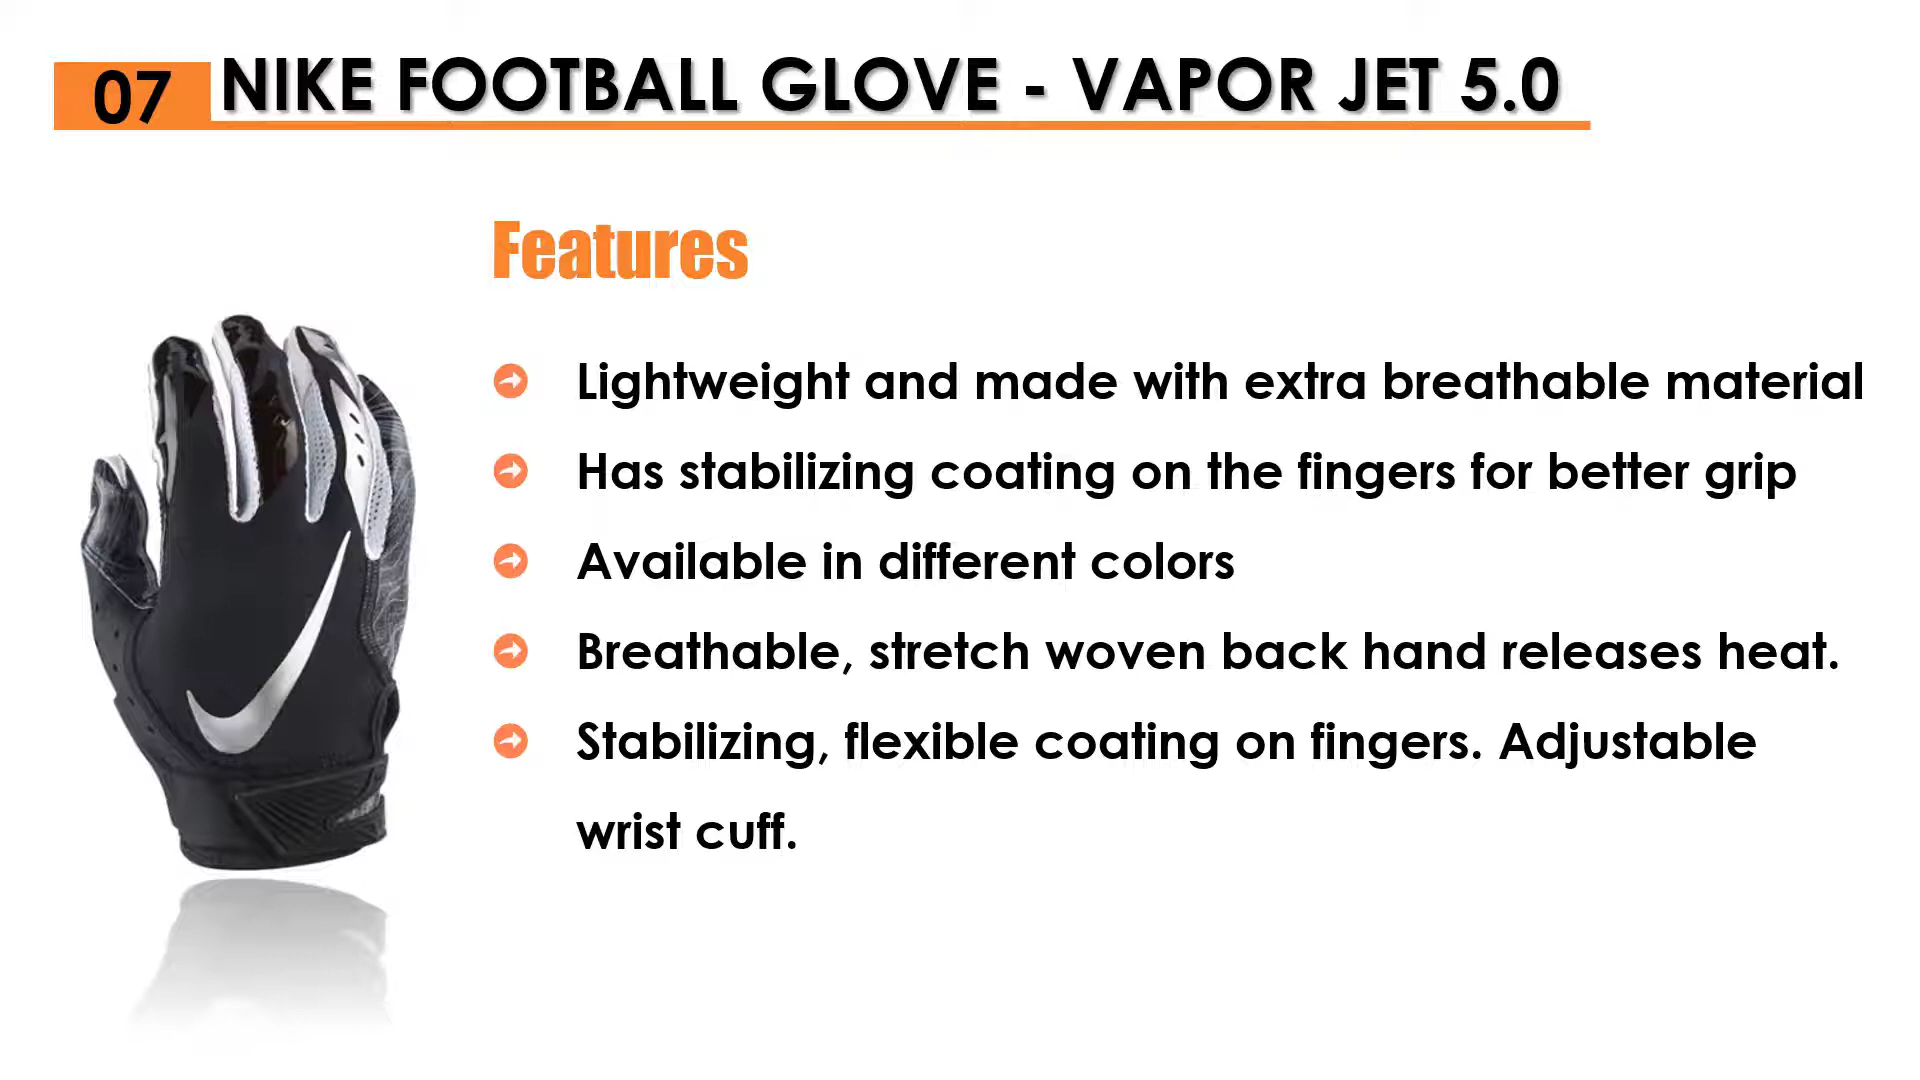 07
NIKE FOOTBALL GLOVE - VAPOR JET 5.0
Features
Lightweight and made with extra breathable material
Has stabilizing coating on the fingers for better grip
Available in different colors
Breathable, stretch woven back hand releases heat.
Stabilizing, flexible coating on fingers. Adjustable
wrist cuff.